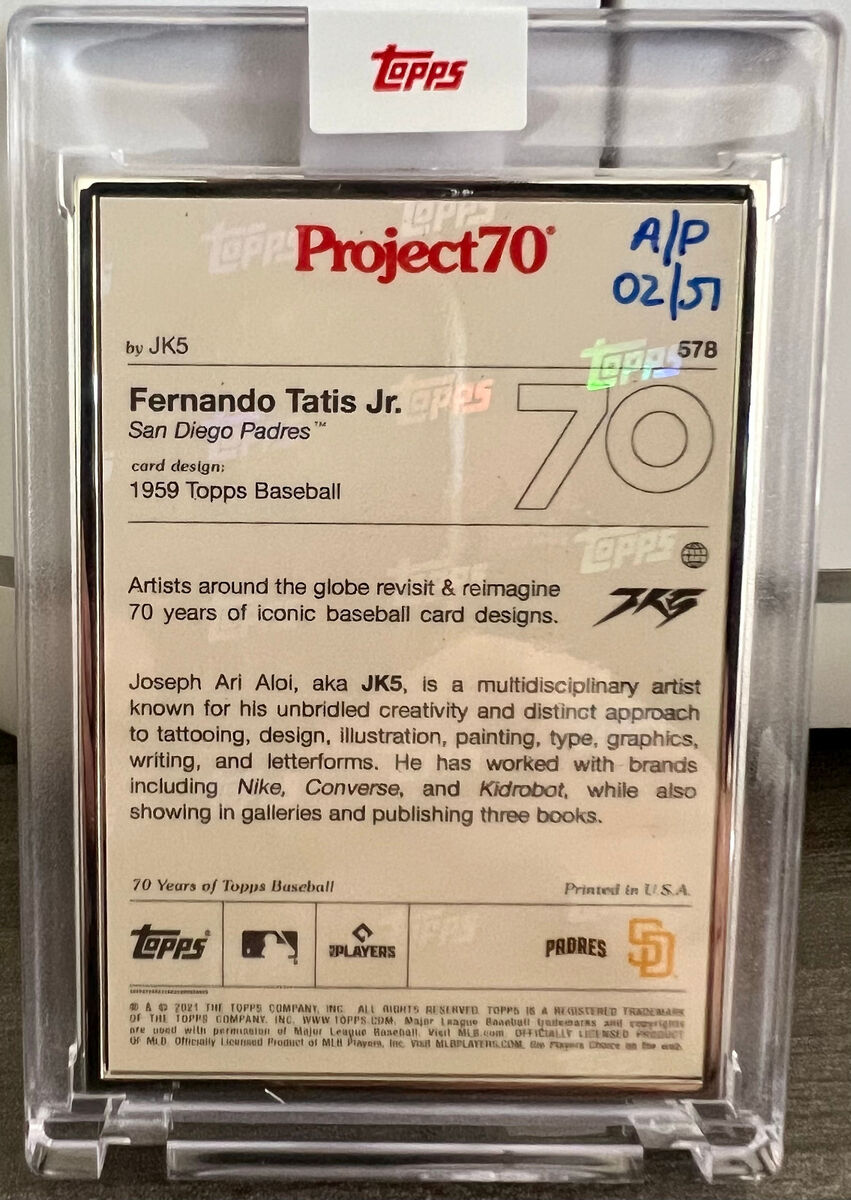 TOPPS
Project70®
A/P
02/51
by JK5
578
Fernando Tatis Jr.
San Diego Padres™
70
card design:
1959 Topps Baseball
Artists around the globe revisit & reimagine
70 years of iconic baseball card designs.
JK5
Joseph Ari Aloi, aka JK5, is a multidisciplinary artist
known for his unbridled creativity and distinct approach
to tattooing, design, illustration, painting, type, graphics,
writing, and letterforms. He has worked with brands
including Nike, Converse, and Kidrobot, while also
showing in galleries and publishing three books.
70 Years of Topps Baseball
Printed in U.S.A.
TOPPS®
PLAYERS
PADRES
SD
® & © 2021 THE TOPPS COMPANY, INC. ALL RIGHTS RESERVED. TOPPS IS A REGISTERED TRADEMARK
OF THE TOPPS COMPANY, INC. WWW.TOPPS.COM. Major League Baseball trademarks and copyrights
are used with permission of Major League Baseball. Visit MLB.com. OFFICIALLY LICENSED PRODUCT
OF MLB. Officially Licensed Product of MLB Players, Inc. Visit MLBPLAYERS.COM, the Players Choice on the web.